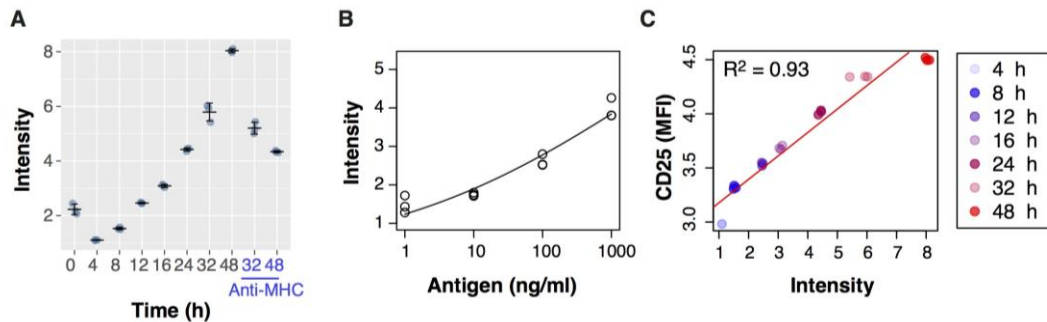 A
Intensity
8
6
4
2
0 4 8 12 16 24 32 48 32 48
Anti-MHC
Time (h)
B
Intensity
5
4
3
2
1
1 10 100 1000
Antigen (ng/ml)
C
CD25 (MFI)
4.5
4.0
3.5
3.0
R² = 0.93
1 2 3 4 5 6 7 8
Intensity
4 h
8 h
12 h
16 h
24 h
32 h
48 h